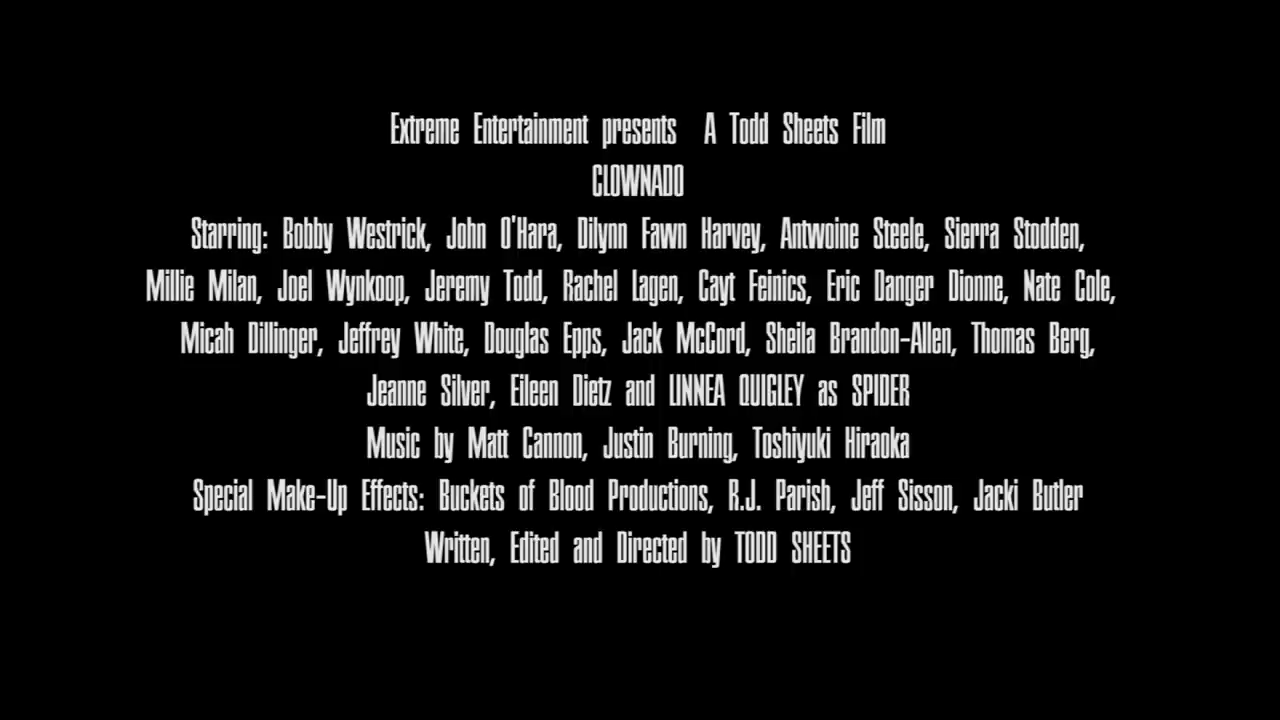 Extreme Entertainment presents A Todd Sheets Film
CLOWNADO
Starring: Bobby Westrick, John O'Hara, Dilynn Fawn Harvey, Antwoine Steele, Sierra Stodden,
Millie Milan, Joel Wynkoop, Jeremy Todd, Rachel Lagen, Cayt Feinics, Eric Danger Dionne, Nate Cole,
Micah Dillinger, Jeffrey White, Douglas Epps, Jack McCord, Sheila Brandon-Allen, Thomas Berg,
Jeanne Silver, Eileen Dietz and LINNEA QUIGLEY as SPIDER
Music by Matt Cannon, Justin Burning, Toshiyuki Hiraoka
Special Make-Up Effects: Buckets of Blood Productions, R.J. Parish, Jeff Sisson, Jacki Butler
Written, Edited and Directed by TODD SHEETS